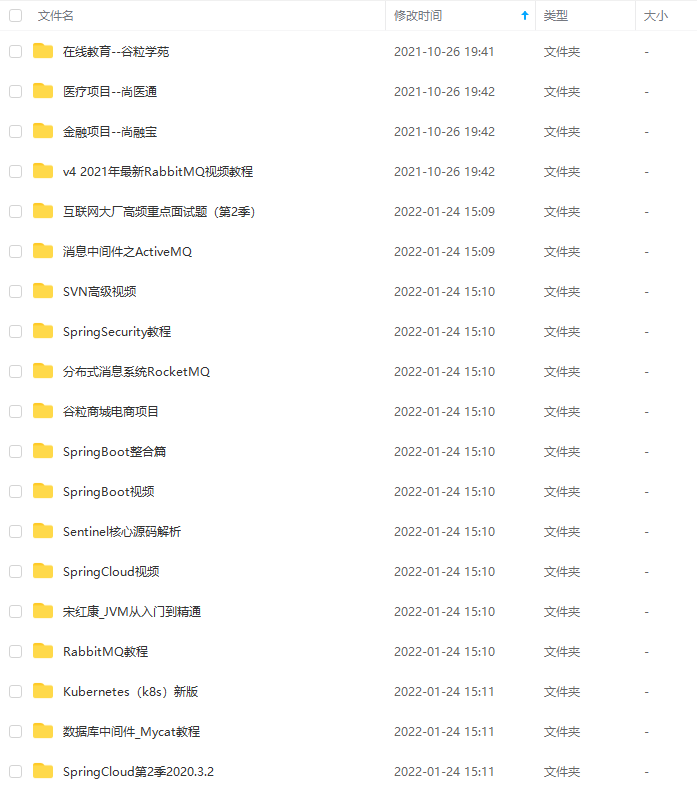 文件名 修改时间 类型 大小
在线教育--谷粒学苑 2021-10-26 19:41 文件夹 -
医疗项目--尚医通 2021-10-26 19:42 文件夹 -
金融项目--尚融宝 2021-10-26 19:42 文件夹 -
v4 2021年最新RabbitMQ视频教程 2021-10-26 19:42 文件夹 -
互联网大厂高频重点面试题（第2季） 2022-01-24 15:09 文件夹 -
消息中间件之ActiveMQ 2022-01-24 15:09 文件夹 -
SVN高级视频 2022-01-24 15:10 文件夹 -
SpringSecurity教程 2022-01-24 15:10 文件夹 -
分布式消息系统RocketMQ 2022-01-24 15:10 文件夹 -
谷粒商城电商项目 2022-01-24 15:10 文件夹 -
SpringBoot整合篇 2022-01-24 15:10 文件夹 -
SpringBoot视频 2022-01-24 15:10 文件夹 -
Sentinel核心源码解析 2022-01-24 15:10 文件夹 -
SpringCloud视频 2022-01-24 15:10 文件夹 -
宋红康_JVM从入门到精通 2022-01-24 15:10 文件夹 -
RabbitMQ教程 2022-01-24 15:10 文件夹 -
Kubernetes（k8s）新版 2022-01-24 15:11 文件夹 -
数据库中间件_Mycat教程 2022-01-24 15:11 文件夹 -
SpringCloud第2季2020.3.2 2022-01-24 15:11 文件夹 -